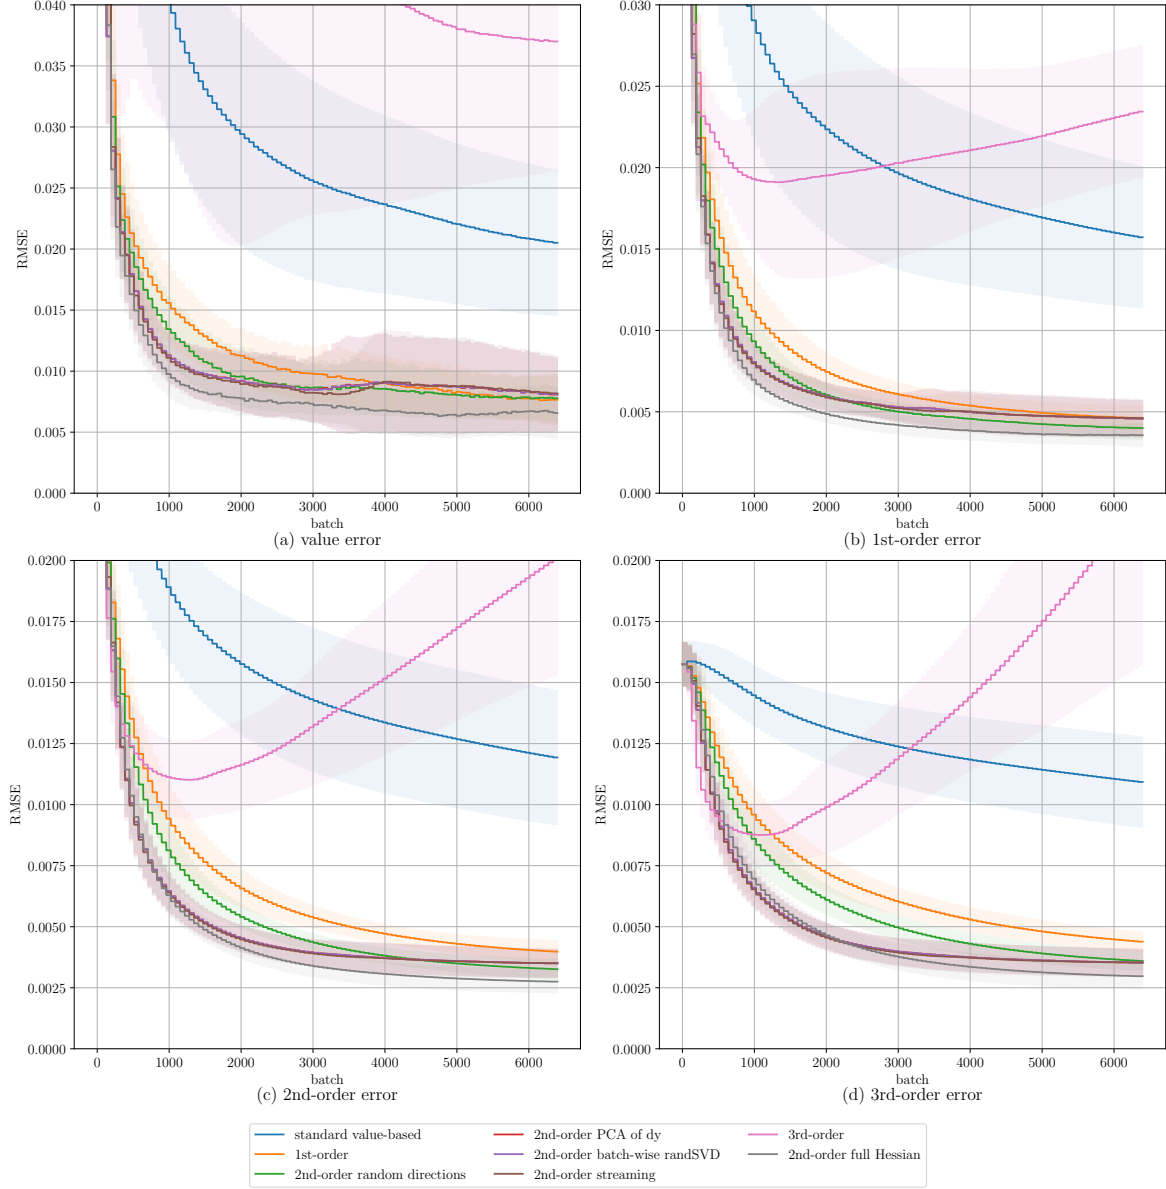 0.040
0.035
0.030
0.025
0.020
0.015
0.010
0.005
0.000
RMSE
0 1000 2000 3000 4000 5000 6000
batch
(a) value error
0.030
0.025
0.020
0.015
0.010
0.005
0.000
RMSE
0 1000 2000 3000 4000 5000 6000
batch
(b) 1st-order error
0.0200
0.0175
0.0150
0.0125
0.0100
0.0075
0.0050
0.0025
0.0000
RMSE
0 1000 2000 3000 4000 5000 6000
batch
(c) 2nd-order error
0.0200
0.0175
0.0150
0.0125
0.0100
0.0075
0.0050
0.0025
0.0000
RMSE
0 1000 2000 3000 4000 5000 6000
batch
(d) 3rd-order error
standard value-based
1st-order
2nd-order random directions
2nd-order PCA of dy
2nd-order batch-wise randSVD
2nd-order streaming
3rd-order
2nd-order full Hessian